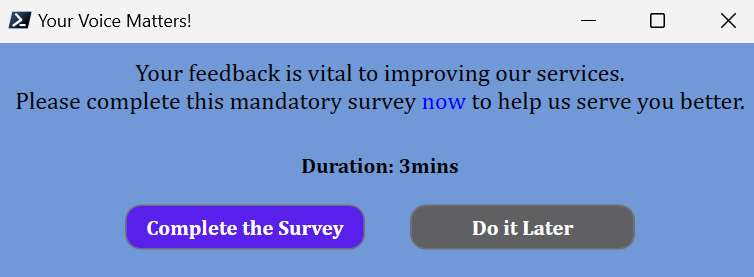 Your Voice Matters!
Your feedback is vital to improving our services.
Please complete this mandatory survey now to help us serve you better.
Duration: 3mins
Complete the Survey
Do it Later